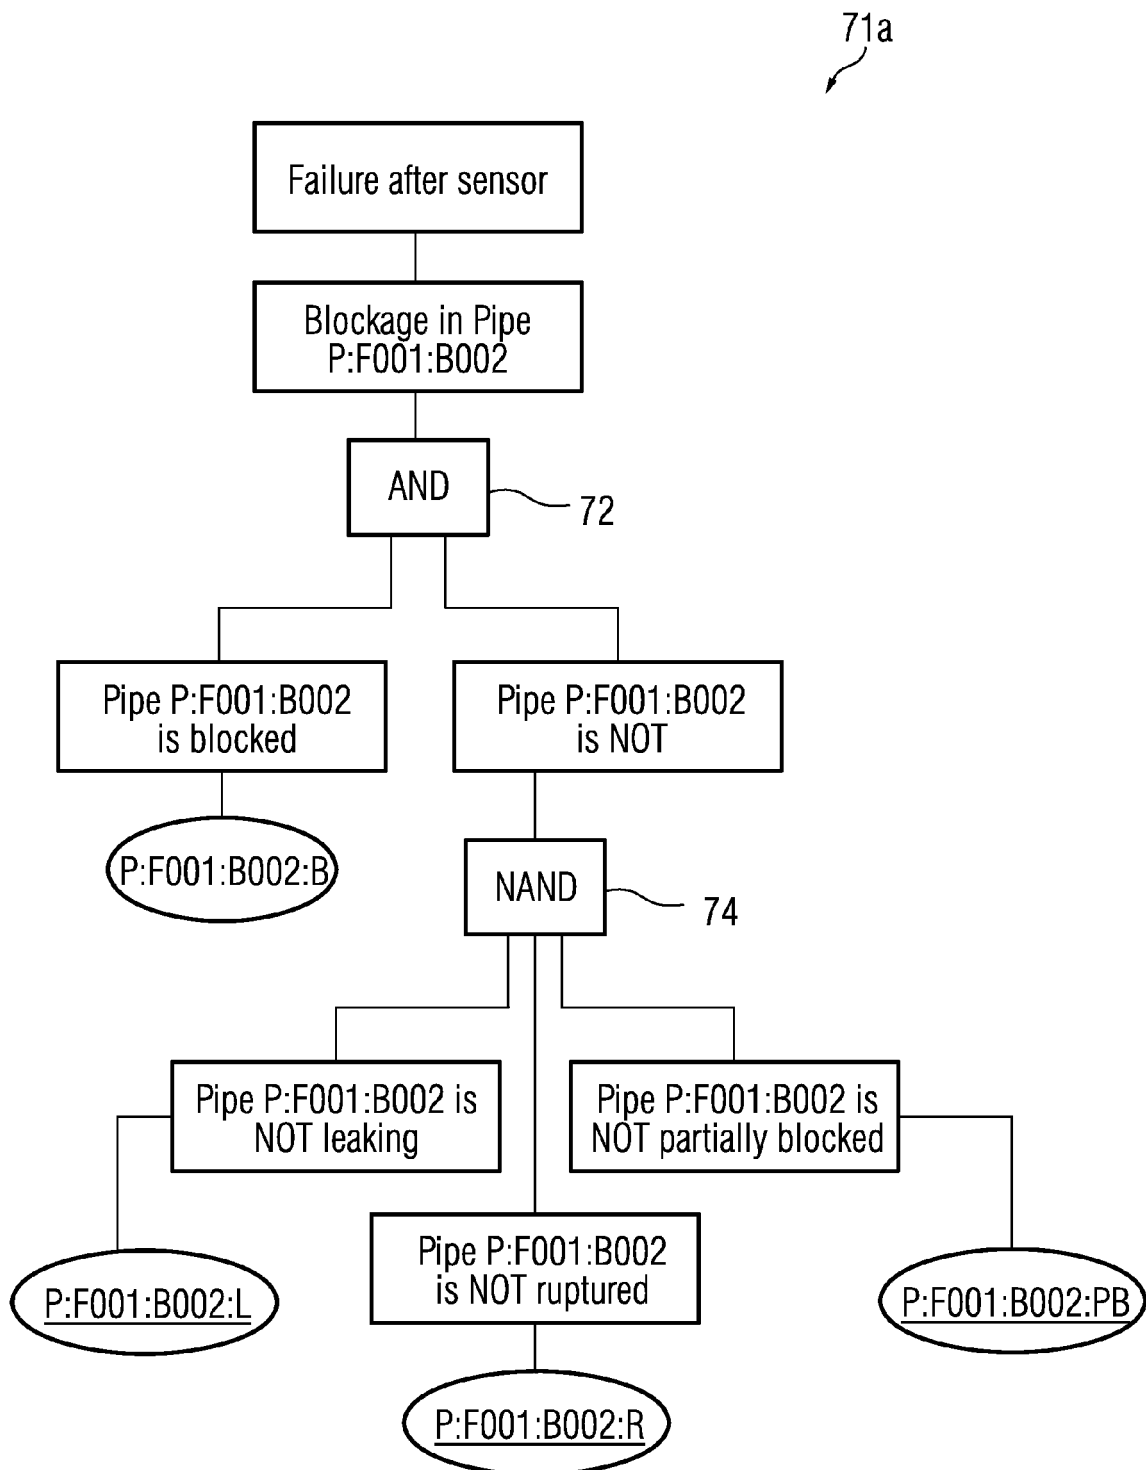 71a
Failure after sensor
Blockage in Pipe
P:F001:B002
AND
72
Pipe P:F001:B002
is blocked
Pipe P:F001:B002
is NOT
P:F001:B002:B
NAND
74
Pipe P:F001:B002 is
NOT leaking
Pipe P:F001:B002 is
NOT partially blocked
Pipe P:F001:B002
is NOT ruptured
P:F001:B002:L
P:F001:B002:PB
P:F001:B002:R